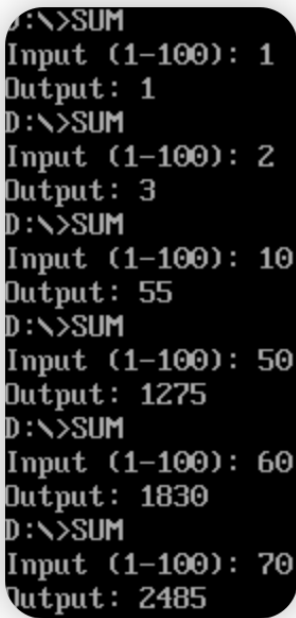 D:\>SUM
Input (1-100): 1
Output: 1
D:\>SUM
Input (1-100): 2
Output: 3
D:\>SUM
Input (1-100): 10
Output: 55
D:\>SUM
Input (1-100): 50
Output: 1275
D:\>SUM
Input (1-100): 60
Output: 1830
D:\>SUM
Input (1-100): 70
Output: 2485